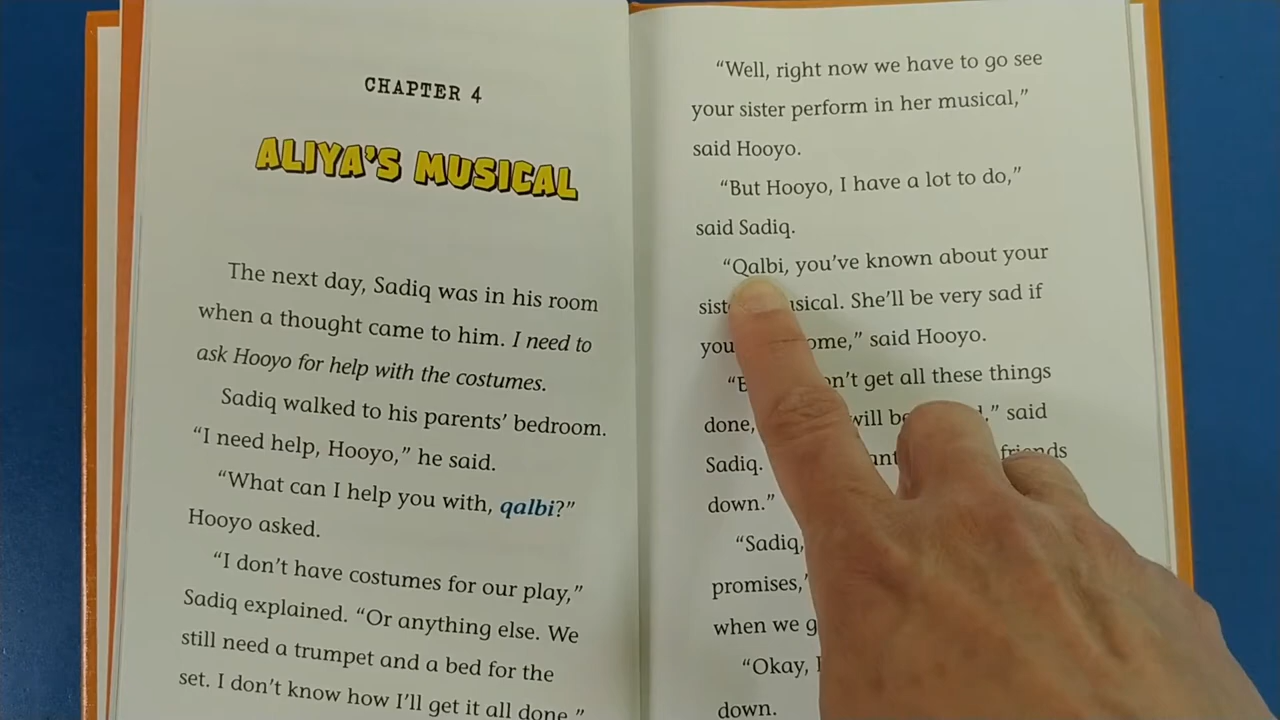 CHAPTER 4
ALIYA'S MUSICAL
The next day, Sadiq was in his room
when a thought came to him. I need to
ask Hooyo for help with the costumes.
Sadiq walked to his parents' bedroom.
“I need help, Hooyo,” he said.
“What can I help you with, qalbi?”
Hooyo asked.
“I don't have costumes for our play,”
Sadiq explained. “Or anything else. We
still need a trumpet and a bed for the
set. I don't know how I'll get it all done.”
“Well, right now we have to go see
your sister perform in her musical,”
said Hooyo.
“But Hooyo, I have a lot to do,”
said Sadiq.
“Qalbi, you've known about your
musical. She'll be very sad if
said Hooyo.
get all these things
done, will said
Sadiq. friends
down.”
“Sadiq,
promises,
when we
“Okay,
down.